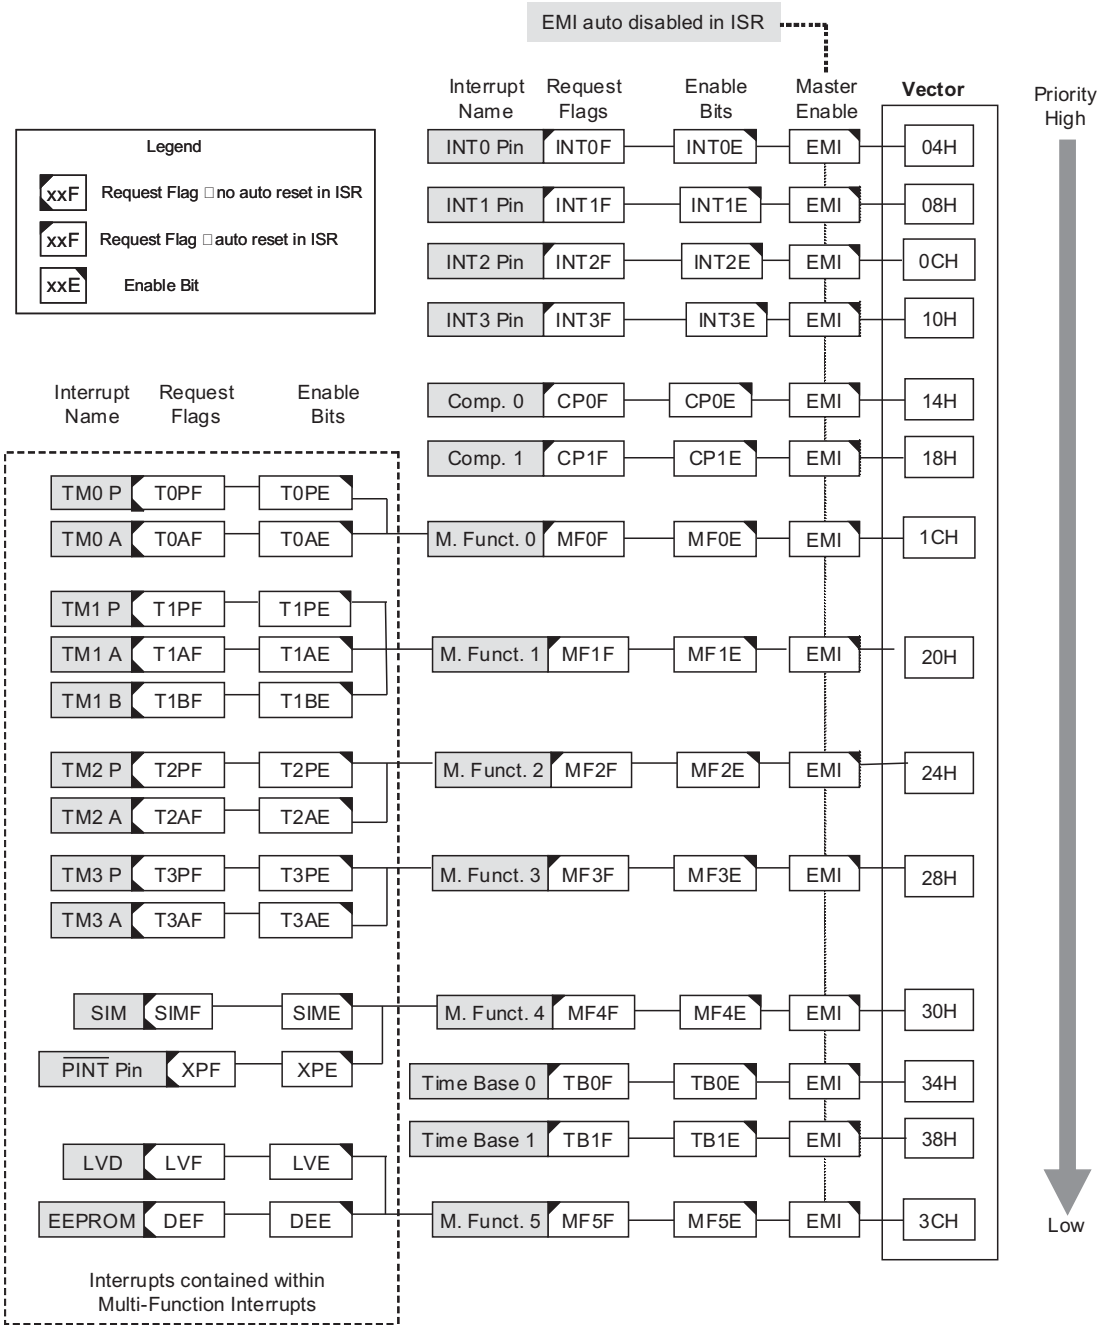 EMI auto disabled in ISR
Interrupt Name Request Flags Enable Bits Master Enable Vector
Priority High
INT0 Pin INT0F INT0E EMI 04H
INT1 Pin INT1F INT1E EMI 08H
INT2 Pin INT2F INT2E EMI 0CH
INT3 Pin INT3F INT3E EMI 10H
Comp. 0 CP0F CP0E EMI 14H
Comp. 1 CP1F CP1E EMI 18H
M. Funct. 0 MF0F MF0E EMI 1CH
M. Funct. 1 MF1F MF1E EMI 20H
M. Funct. 2 MF2F MF2E EMI 24H
M. Funct. 3 MF3F MF3E EMI 28H
M. Funct. 4 MF4F MF4E EMI 30H
Time Base 0 TB0F TB0E EMI 34H
Time Base 1 TB1F TB1E EMI 38H
M. Funct. 5 MF5F MF5E EMI 3CH
Low
Legend
xxF Request Flag □ no auto reset in ISR
xxF Request Flag □ auto reset in ISR
xxE Enable Bit
Interrupt Name Request Flags Enable Bits
TM0 P T0PF T0PE
TM0 A T0AF T0AE
TM1 P T1PF T1PE
TM1 A T1AF T1AE
TM1 B T1BF T1BE
TM2 P T2PF T2PE
TM2 A T2AF T2AE
TM3 P T3PF T3PE
TM3 A T3AF T3AE
SIM SIMF SIME
P̅I̅N̅T̅ Pin XPF XPE
LVD LVF LVE
EEPROM DEF DEE
Interrupts contained within
Multi-Function Interrupts